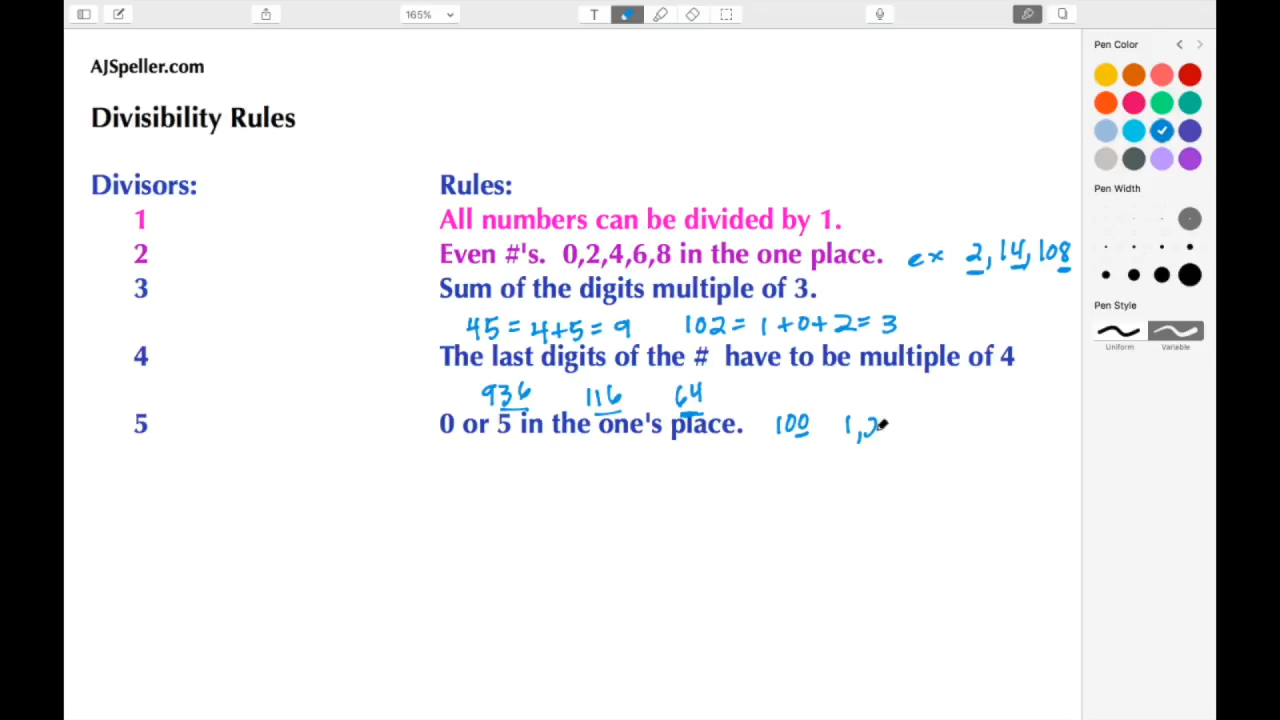 165%
T
Pen Color
AJSpeller.com
Divisibility Rules
Divisors: Rules:
1 All numbers can be divided by 1.
2 Even #'s. 0,2,4,6,8 in the one place. ex 2, 14, 108
3 Sum of the digits multiple of 3.
45 = 4+5 = 9 102 = 1+0+2= 3
4 The last digits of the # have to be multiple of 4
936 116 64
5 0 or 5 in the one's place. 100 1,
Pen Width
Pen Style
Uniform Variable